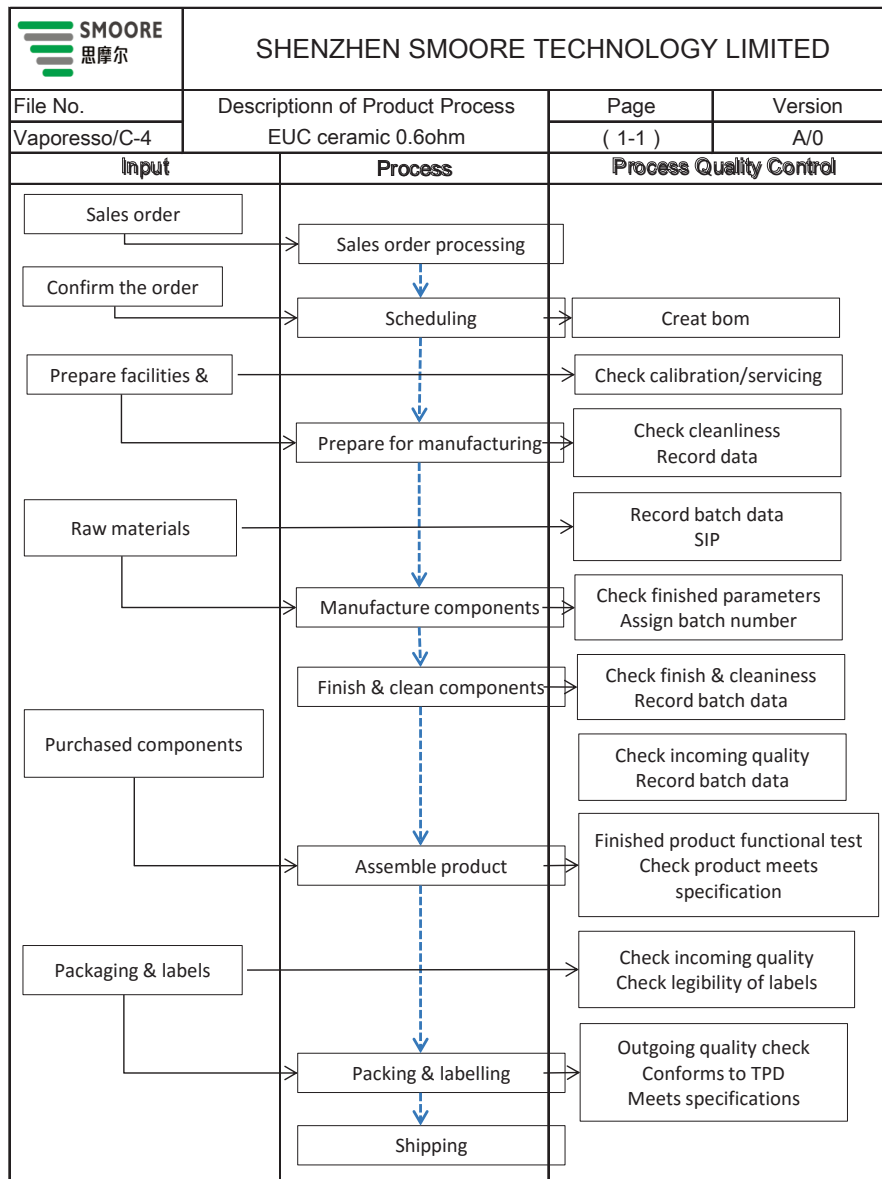 SMOORE
思摩尔
SHENZHEN SMOORE TECHNOLOGY LIMITED
File No.
Descriptionn of Product Process
Page
Version
Vaporesso/C-4
EUC ceramic 0.6ohm
( 1-1 )
A/0
Input
Process
Process Quality Control
Sales order
Sales order processing
Confirm the order
Scheduling
Creat bom
Prepare facilities &
Check calibration/servicing
Prepare for manufacturing
Check cleanliness
Record data
Raw materials
Record batch data
SIP
Manufacture components
Check finished parameters
Assign batch number
Finish & clean components
Check finish & cleaniness
Record batch data
Purchased components
Check incoming quality
Record batch data
Assemble product
Finished product functional test
Check product meets
specification
Packaging & labels
Check incoming quality
Check legibility of labels
Packing & labelling
Outgoing quality check
Conforms to TPD
Meets specifications
Shipping